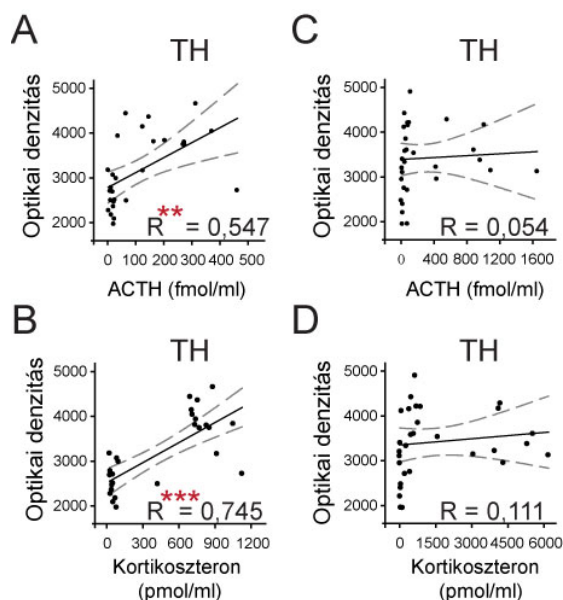 A
TH
Optikai denzitás
5000
4000
3000
2000
**
R = 0,547
0 100 200 300 400 500
ACTH (fmol/ml)
C
TH
Optikai denzitás
5000
4000
3000
2000
R = 0,054
0 400 800 1200 1600
ACTH (fmol/ml)
B
TH
Optikai denzitás
5000
4000
3000
2000
***
R = 0,745
0 300 600 900 1200
Kortikoszteron
(pmol/ml)
D
TH
Optikai denzitás
5000
4000
3000
2000
R = 0,111
0 1500 3000 4500 6200
Kortikoszteron
(pmol/ml)